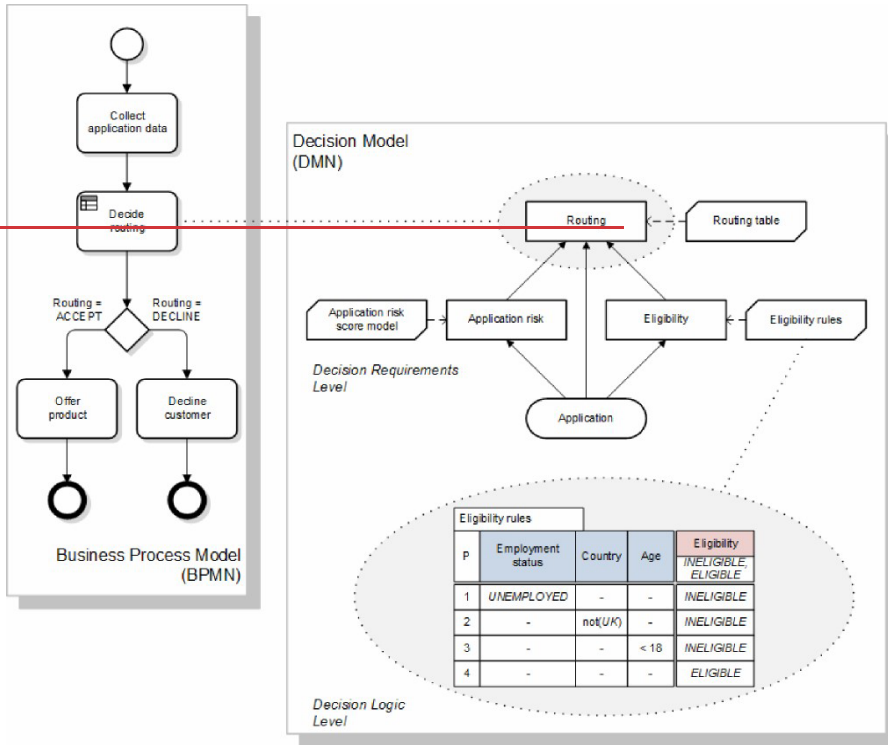 Collect
application data
Decide
routing
Routing =
ACCEPT
Routing =
DECLINE
Offer
product
Decline
customer
Business Process Model
(BPMN)
Decision Model
(DMN)
Routing
Routing table
Application risk
score model
Application risk
Eligibility
Eligibility rules
Decision Requirements
Level
Application
Eligibility rules
P
Employment
status
Country
Age
Eligibility
INELIGIBLE,
ELIGIBLE
1 UNEMPLOYED - - INELIGIBLE
2 - not(UK) - INELIGIBLE
3 - - < 18 INELIGIBLE
4 - - - ELIGIBLE
Decision Logic
Level